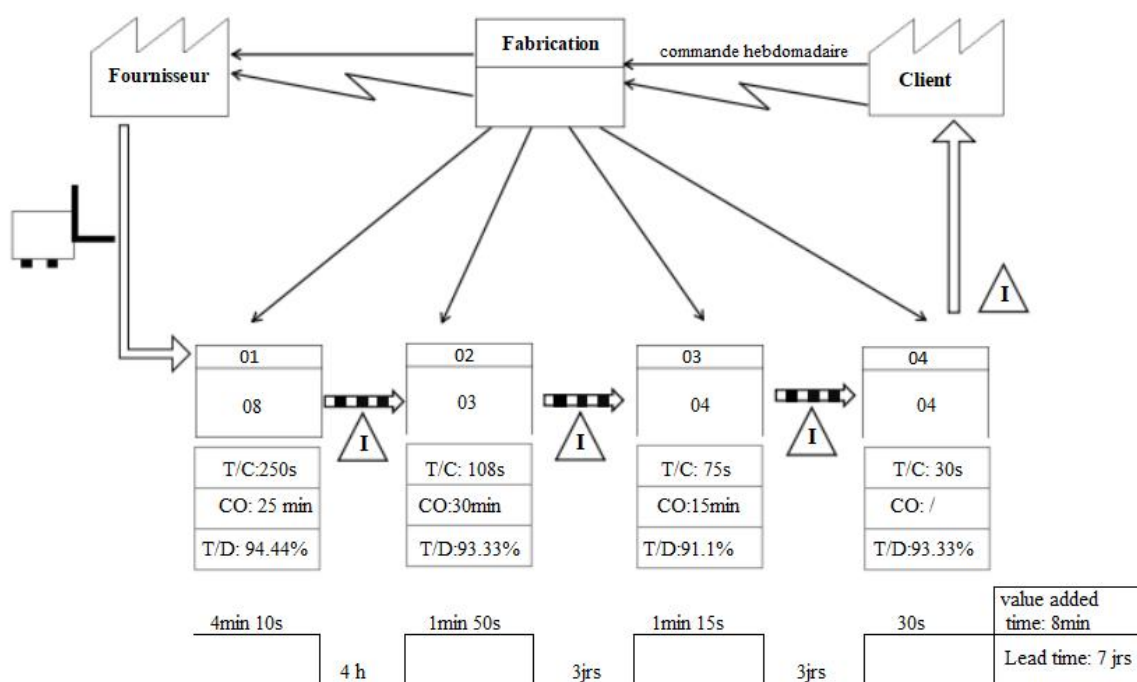 Fournisseur
Fabrication
commande hebdomadaire
Client
I
01
08
02
03
03
04
04
04
I
I
I
T/C:250s
CO: 25 min
T/D: 94.44%
T/C: 108s
CO:30min
T/D:93.33%
T/C: 75s
CO:15min
T/D:91.1%
T/C: 30s
CO: /
T/D:93.33%
4min 10s
4 h
1min 50s
3jrs
1min 15s
3jrs
30s
value added
time: 8min
Lead time: 7 jrs